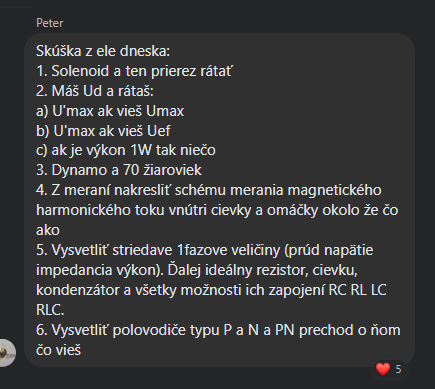 Peter
Skúška z ele dneska:
1. Solenoid a ten prierez rátať
2. Máš Ud a rátaš:
a) U'max ak vieš Umax
b) U'max ak vieš Uef
c) ak je výkon 1W tak niečo
3. Dynamo a 70 žiaroviek
4. Z meraní nakresliť schému merania magnetického
harmonického toku vnútri cievky a omáčky okolo že čo
ako
5. Vysvetliť striedave 1fazove veličiny (prúd napätie
impedancia výkon). Ďalej ideálny rezistor, cievku,
kondenzátor a všetky možnosti ich zapojení RC RL LC
RLC.
6. Vysvetliť polovodiče typu P a N a PN prechod o ňom
čo vieš
5